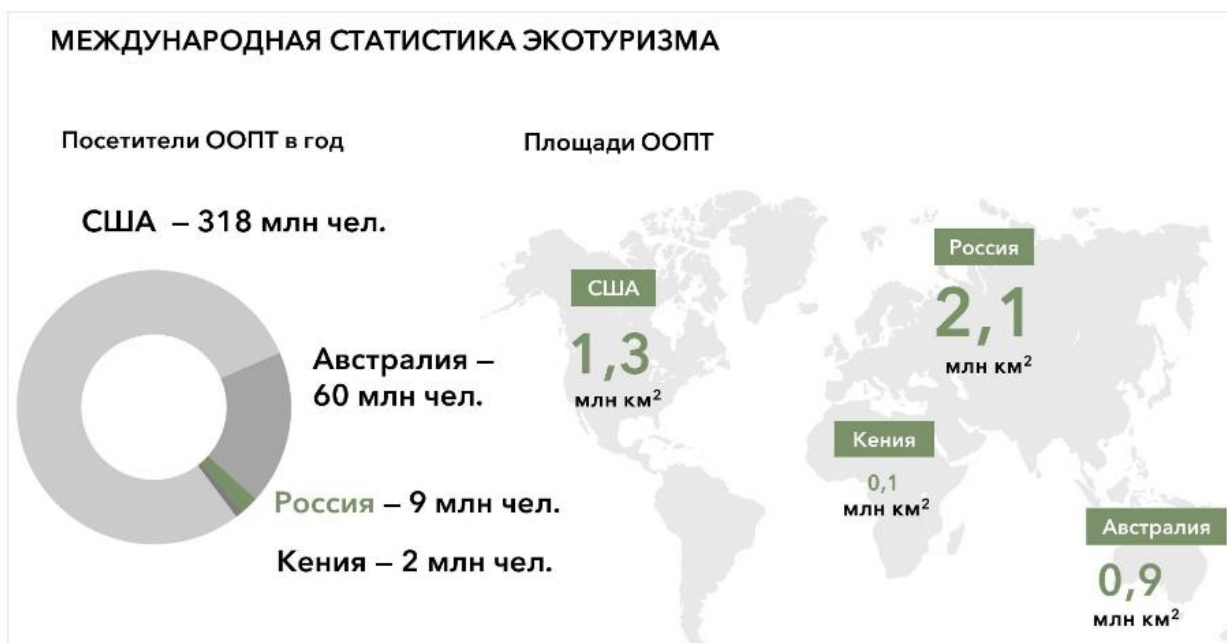 МЕЖДУНАРОДНАЯ СТАТИСТИКА ЭКОТУРИЗМА
Посетители ООПТ в год
США – 318 млн чел.
Австралия –
60 млн чел.
Россия – 9 млн чел.
Кения – 2 млн чел.
Площади ООПТ
США
1,3
млн км²
Россия
2,1
млн км²
Кения
0,1
млн км²
Австралия
0,9
млн км²